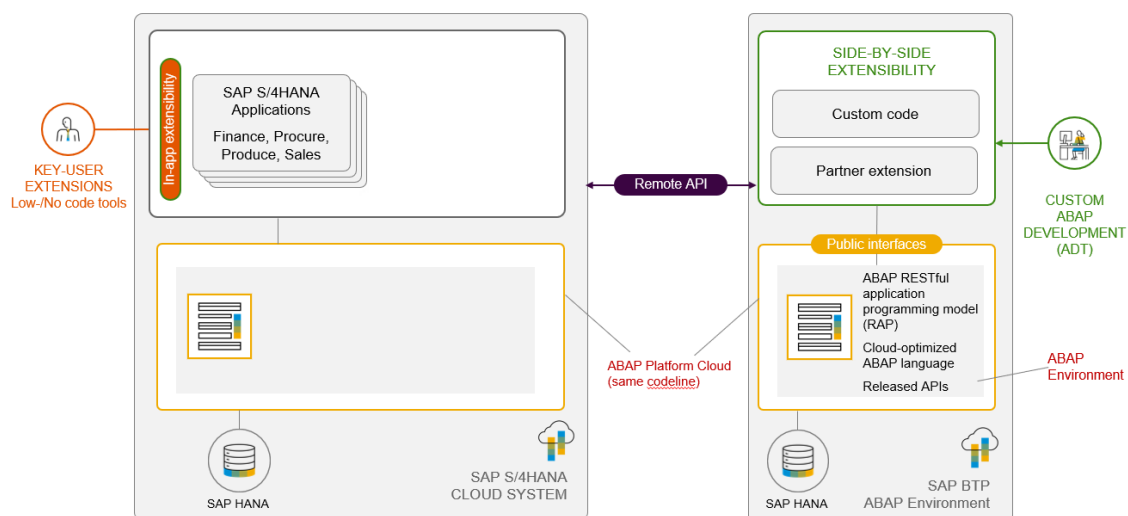 KEY-USER
EXTENSIONS
Low-/No code tools
In-app extensibility
SAP S/4HANA
Applications
Finance, Procure,
Produce, Sales
Remote API
SIDE-BY-SIDE
EXTENSIBILITY
Custom code
Partner extension
CUSTOM
ABAP
DEVELOPMENT
(ADT)
Public interfaces
ABAP RESTful
application
programming model
(RAP)
Cloud-optimized
ABAP language
Released APIs
ABAP Platform Cloud
(same codeline)
ABAP
Environment
SAP HANA
SAP S/4HANA
CLOUD SYSTEM
SAP HANA
SAP BTP
ABAP Environment